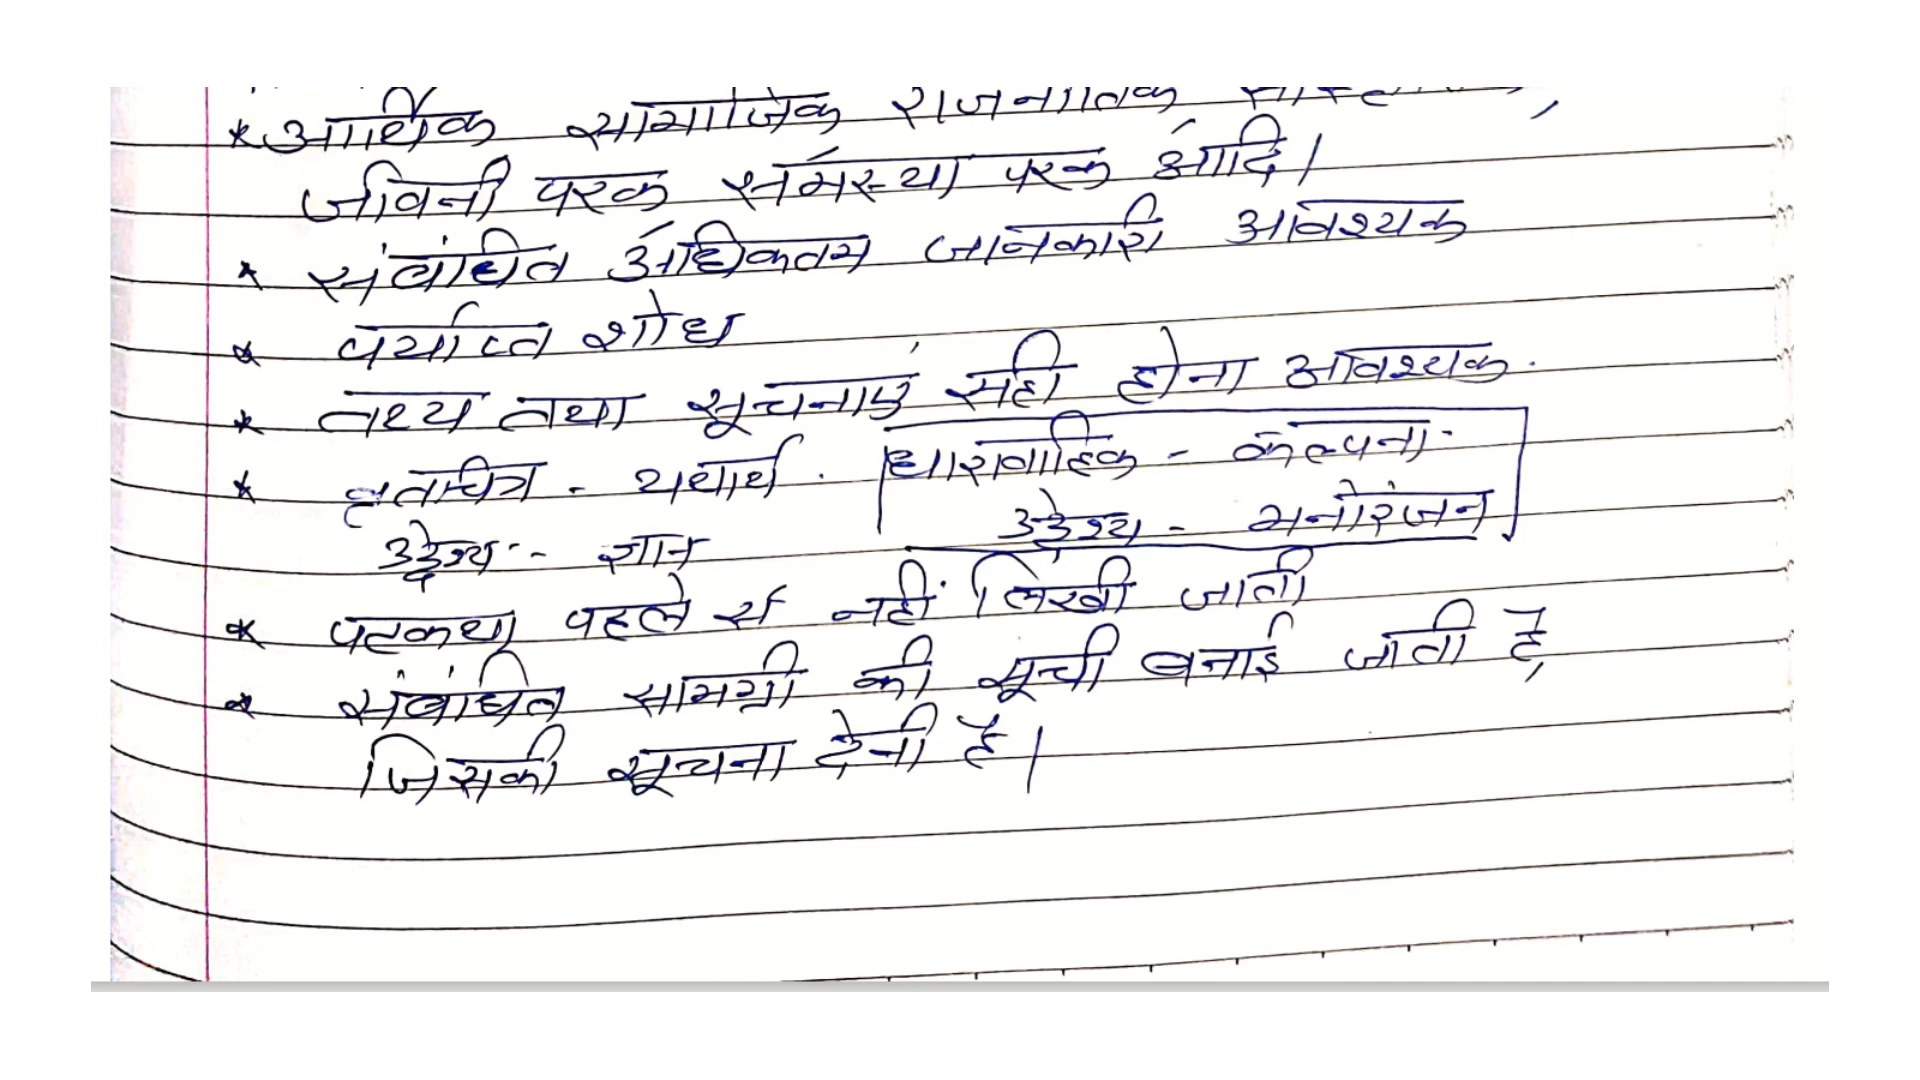 * आर्थिक सामाजिक राजनीतिक
जीवनी परक समस्या परक आदि।
* संबंधित अधिकतम जानकारी आवश्यक
* पर्याप्त शोध
* तथ्य तथा सूचनाएं सही होना आवश्यक.
* वृतचित्र - यथार्थ. धारावाहिक - कल्पना.
उद्देश्य - ज्ञान उद्देश्य - मनोरंजन
* पटकथा पहले से नहीं लिखी जाती
* संबंधित सामग्री की सूची बनाई जाती है,
जिसकी सूचना देनी है।